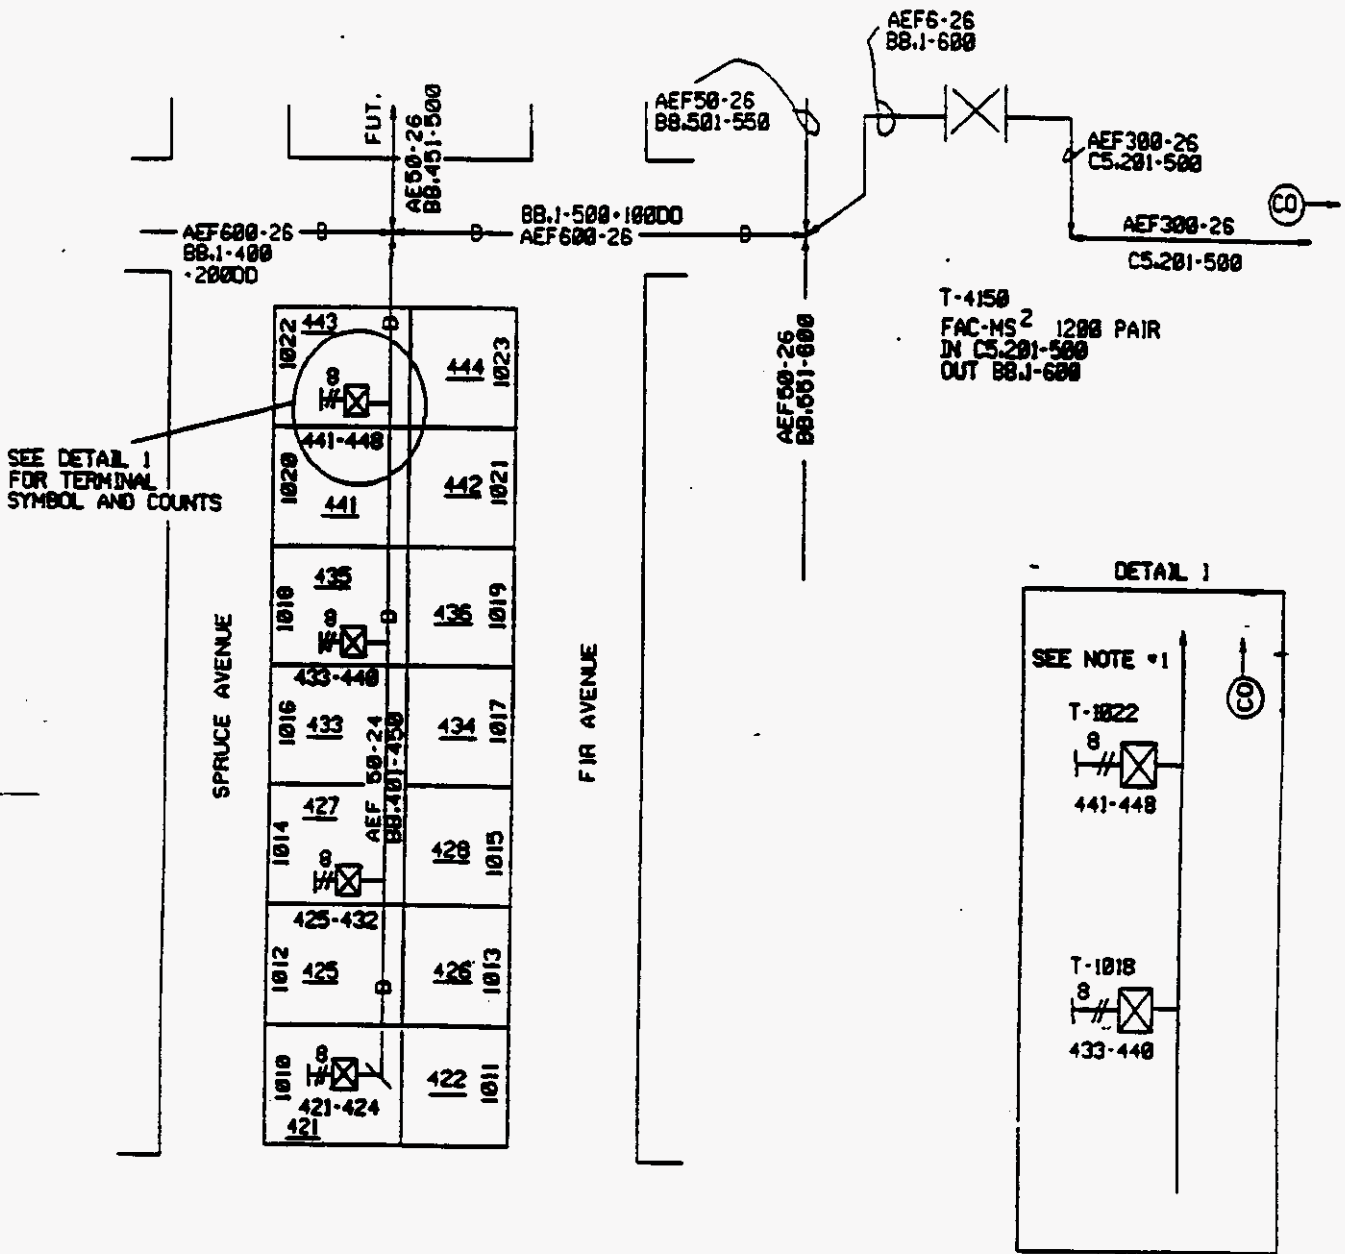 AEF6-26
BB.1-600
AEF50-26
BB.501-550
FUT.
AE50-26
BB.451-500
AEF300-26
C5.201-500
CO
BB.1-500+100DD
AEF600-26
AEF600-26
BB.1-400
+200DD
AEF300-26
C5.201-500
T-4150
FAC-MS2 1200 PAIR
IN C5.201-500
OUT BB.1-600
AEF50-26
BB.551-600
1022
443
8
444
1023
SEE DETAIL 1
FOR TERMINAL
SYMBOL AND COUNTS
441-448
1020
441
442
1021
435
1018
8
436
1019
433-440
1016
433
434
1017
AEF 50-24
BB.401-450
SPRUCE AVENUE
FIR AVENUE
427
1014
8
428
1015
425-432
1012
425
426
1013
1010
8
422
1011
421-424
421
DETAIL 1
SEE NOTE *1
CO
T-1022
8
441-448
T-1018
8
433-440